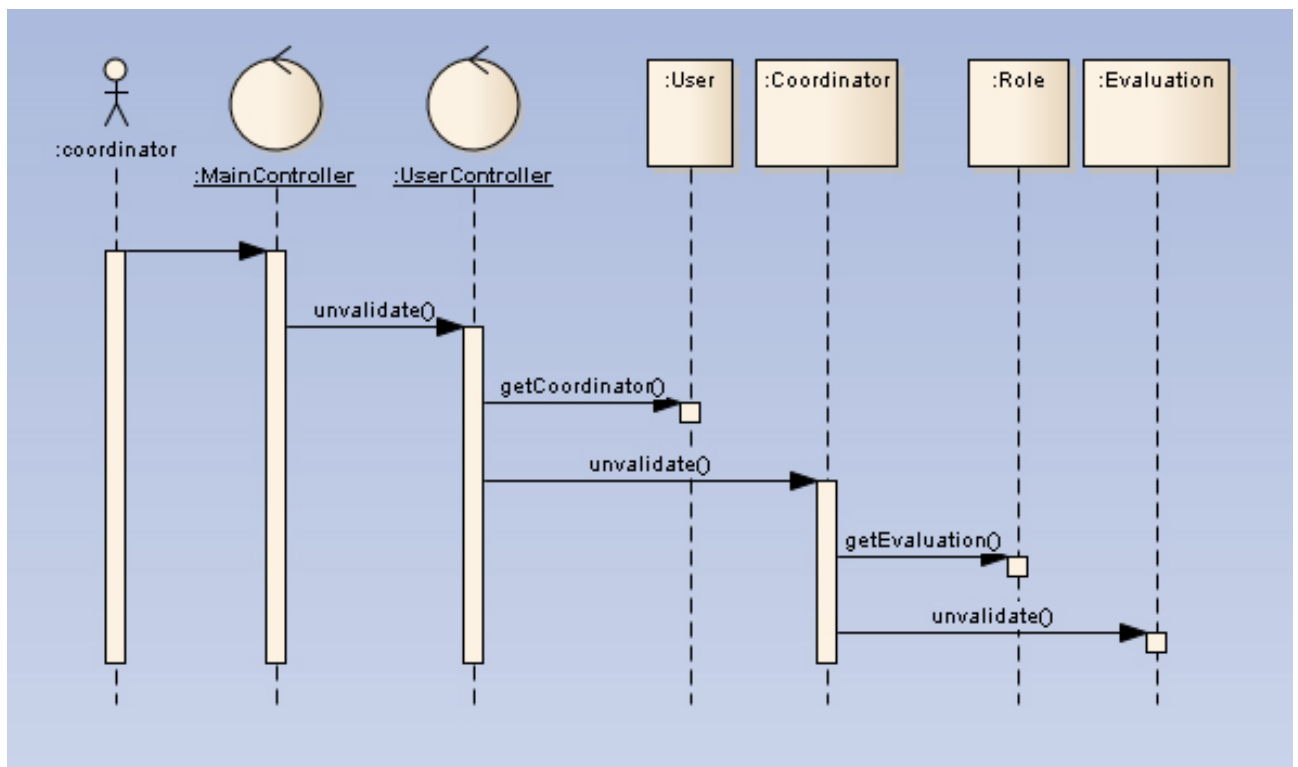 :User
:Coordinator
:Role
:Evaluation
:coordinator
:MainController
:UserController
unvalidate()
getCoordinator()
unvalidate()
getEvaluation()
unvalidate()